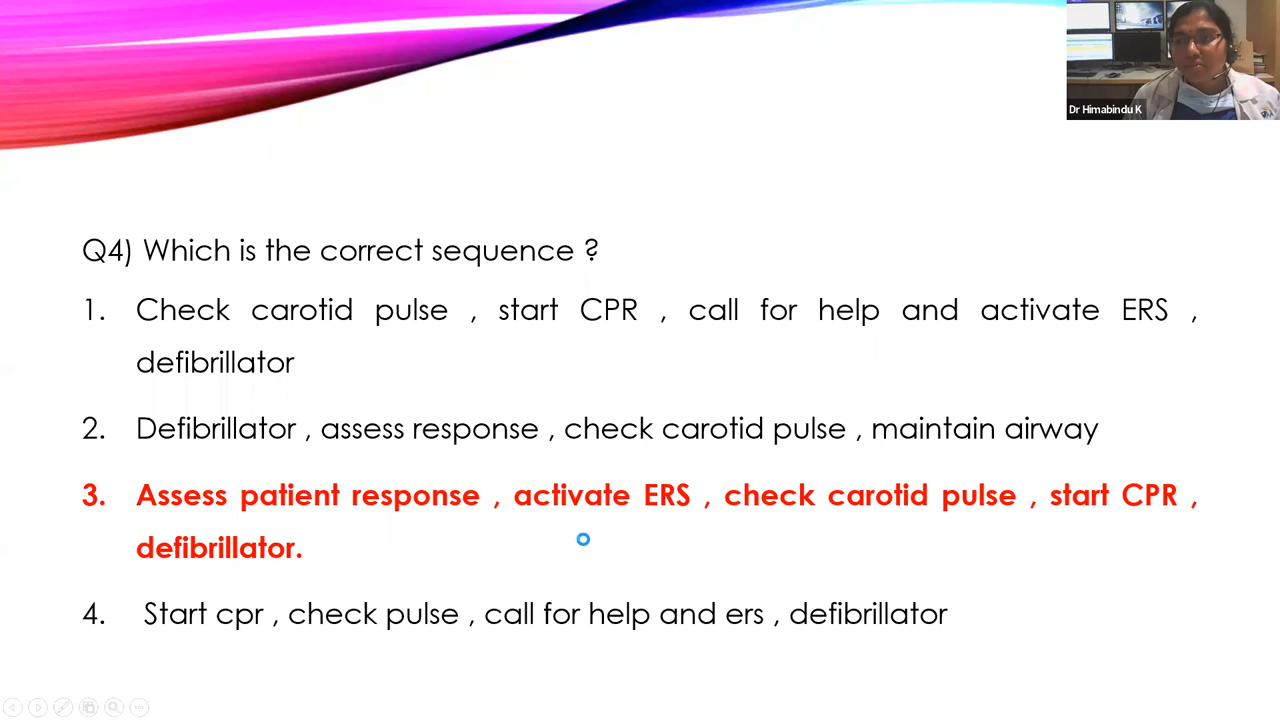 Dr Himabindu K
Q4) Which is the correct sequence ?
1. Check carotid pulse , start CPR , call for help and activate ERS ,
defibrillator
2. Defibrillator , assess response , check carotid pulse , maintain airway
3. Assess patient response , activate ERS , check carotid pulse , start CPR ,
defibrillator.
4. Start cpr , check pulse , call for help and ers , defibrillator